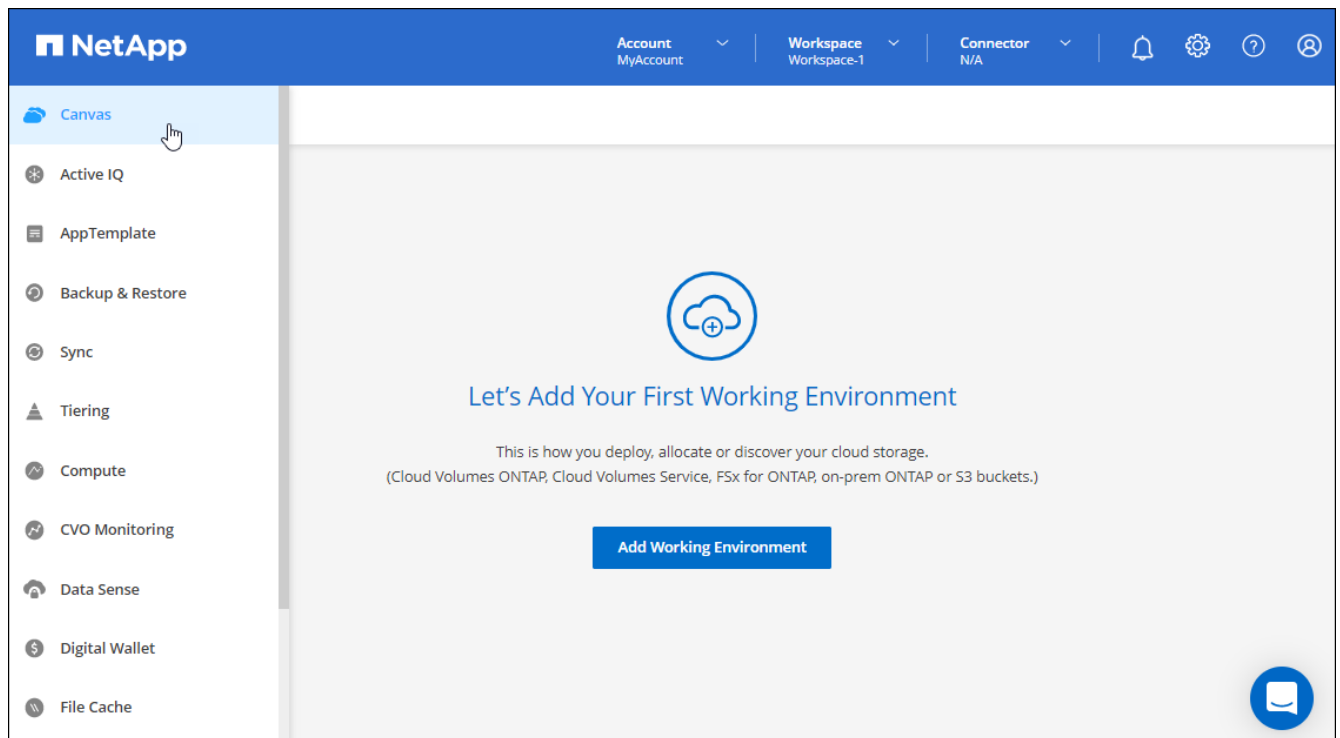 NetApp
Account
MyAccount
Workspace
Workspace-1
Connector
N/A
Canvas
Active IQ
AppTemplate
Backup & Restore
Sync
Tiering
Compute
CVO Monitoring
Data Sense
Digital Wallet
File Cache
Let's Add Your First Working Environment
This is how you deploy, allocate or discover your cloud storage.
(Cloud Volumes ONTAP, Cloud Volumes Service, FSx for ONTAP, on-prem ONTAP or S3 buckets.)
Add Working Environment